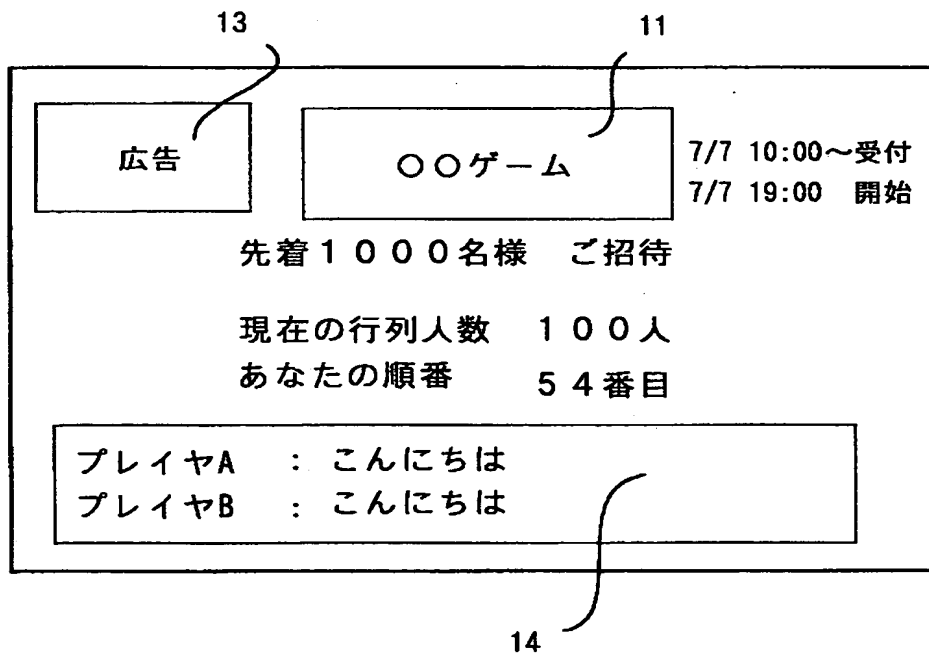 13
11
広告
○○ゲーム
7/7 10:00～受付
7/7 19:00 開始
先着１０００名様 ご招待
現在の行列人数 １００人
あなたの順番 ５４番目
プレイヤA : こんにちは
プレイヤB : こんにちは
14